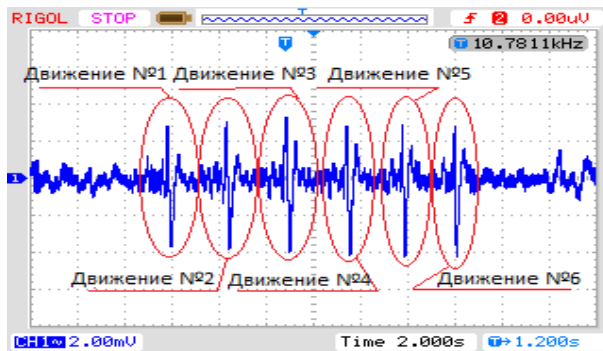 RIGOL STOP 0.00uV
10.7811kHz
Движение №1 Движение №3 Движение №5
Движение №2 Движение №4 Движение №6
CH1 2.00mV Time 2.000s 1.200s